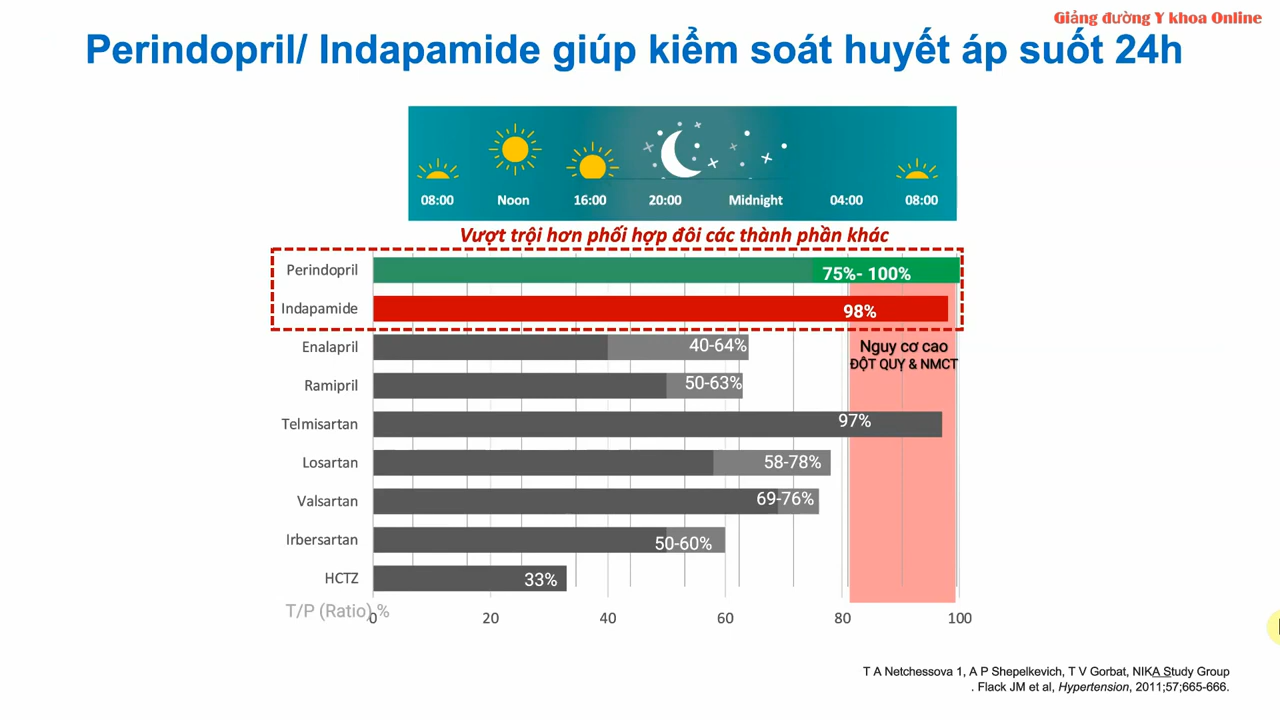 Giảng đường Y khoa Online
Perindopril/ Indapamide giúp kiểm soát huyết áp suốt 24h
08:00 Noon 16:00 20:00 Midnight 04:00 08:00
Vượt trội hơn phối hợp đôi các thành phần khác
Perindopril 75%- 100%
Indapamide 98%
Enalapril 40-64%
Nguy cơ cao
ĐỘT QUỴ & NMCT
Ramipril 50-63%
Telmisartan 97%
Losartan 58-78%
Valsartan 69-76%
Irbersartan 50-60%
HCTZ 33%
T/P (Ratio) %
0 20 40 60 80 100
T A Netchessova 1, A P Shepelkevich, T V Gorbat, NIKA Study Group
. Flack JM et al, Hypertension, 2011;57;665-666.